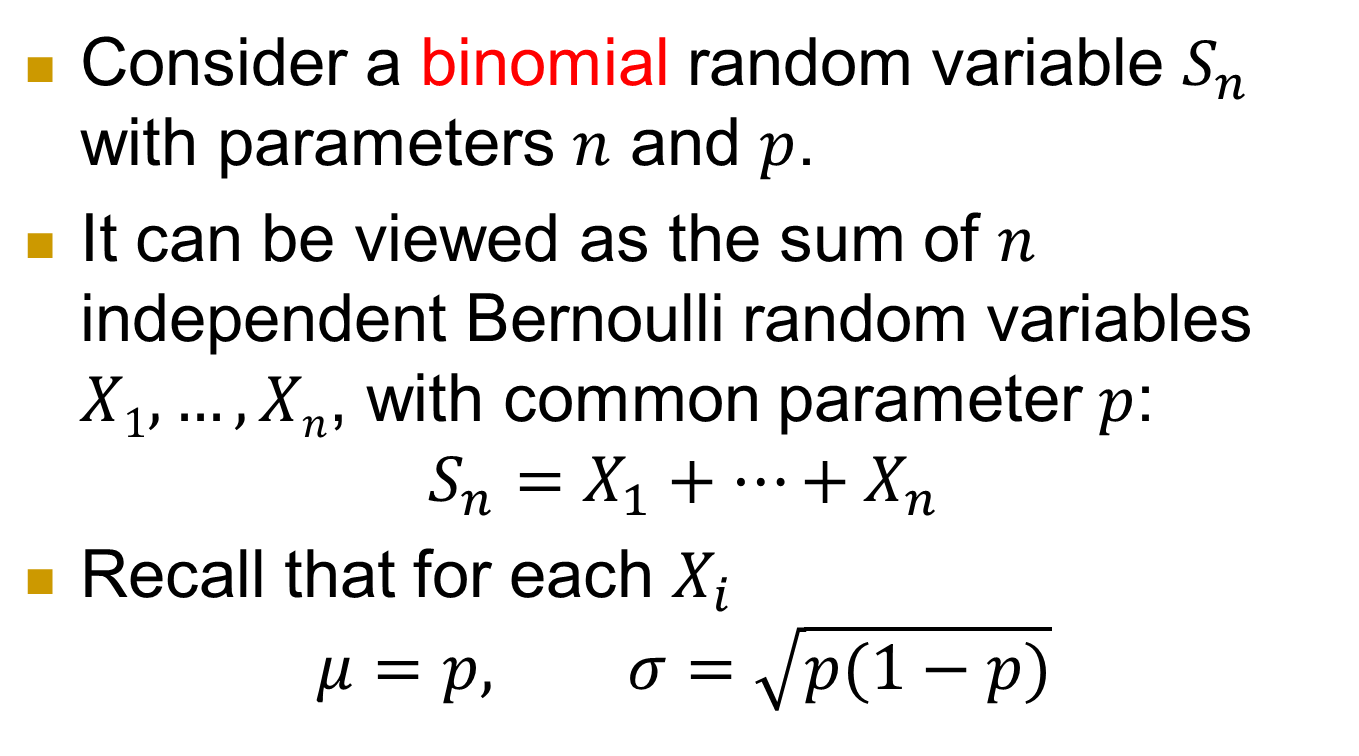 ■ Consider a binomial random variable 𝑆ₙ
with parameters 𝑛 and 𝑝.
■ It can be viewed as the sum of 𝑛
independent Bernoulli random variables
𝑋₁, … , 𝑋ₙ, with common parameter 𝑝:
𝑆ₙ = 𝑋₁ + ⋯ + 𝑋ₙ
■ Recall that for each 𝑋ᵢ
𝜇 = 𝑝, 𝜎 = √(𝑝(1 − 𝑝))